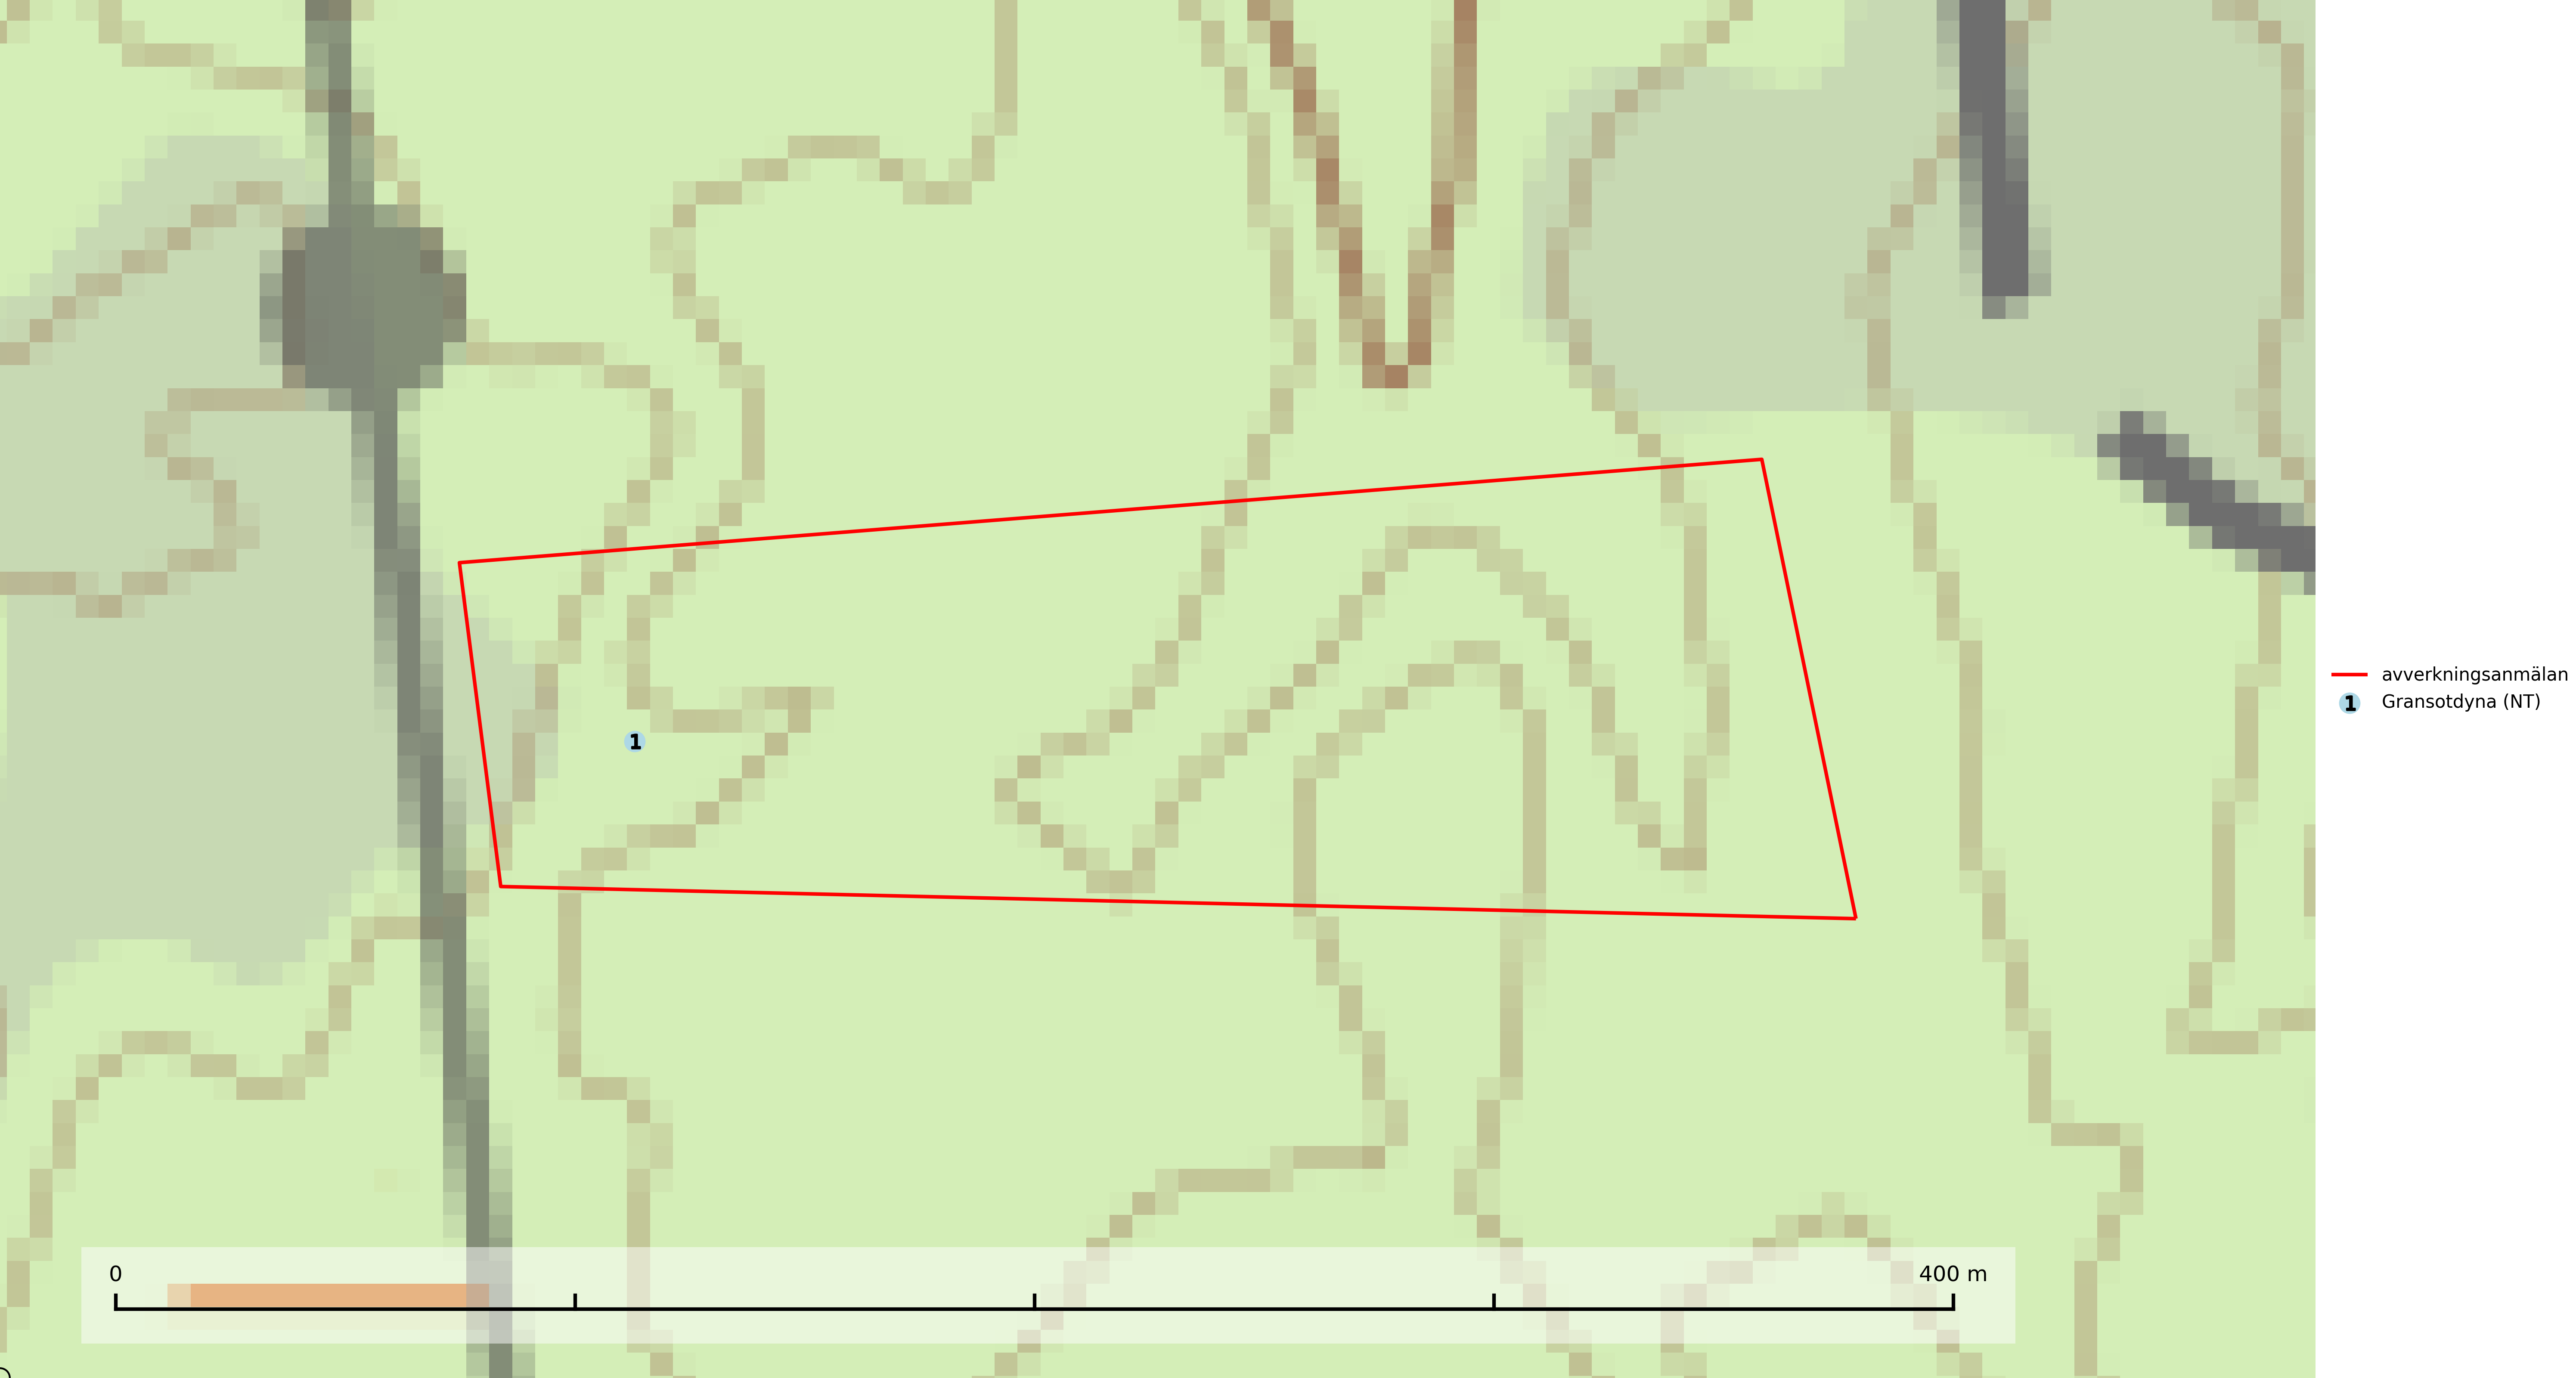 1
avverkningsanmälan
1 Gransotdyna (NT)
0 400 m